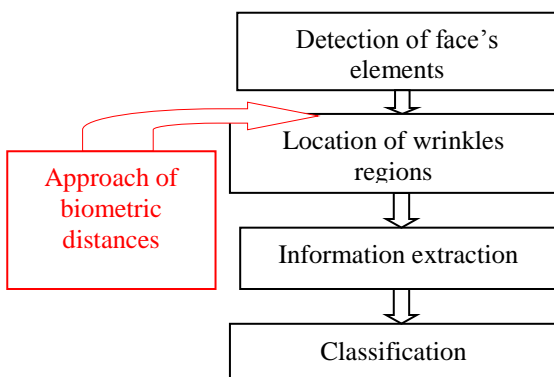 Detection of face's
elements
Location of wrinkles
regions
Approach of
biometric
distances
Information extraction
Classification